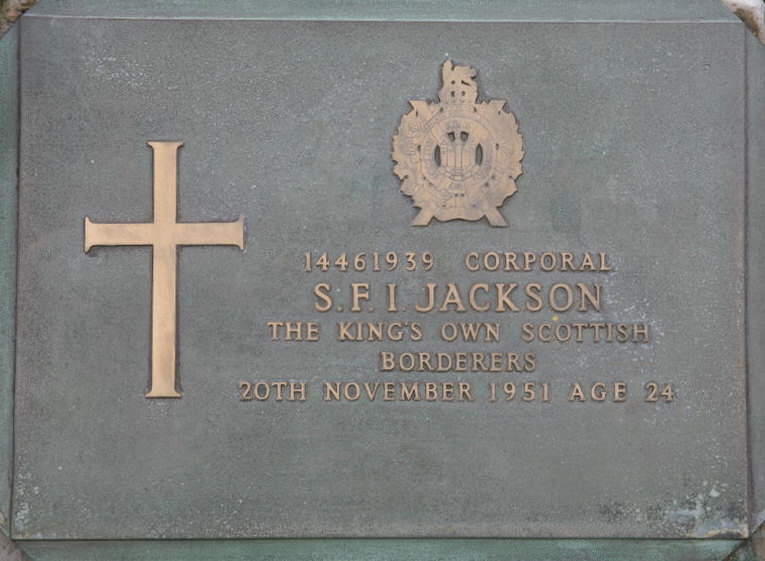 14461939 CORPORAL
S.F.I JACKSON
THE KING'S OWN SCOTTISH
BORDERERS
20TH NOVEMBER 1951 AGE 24